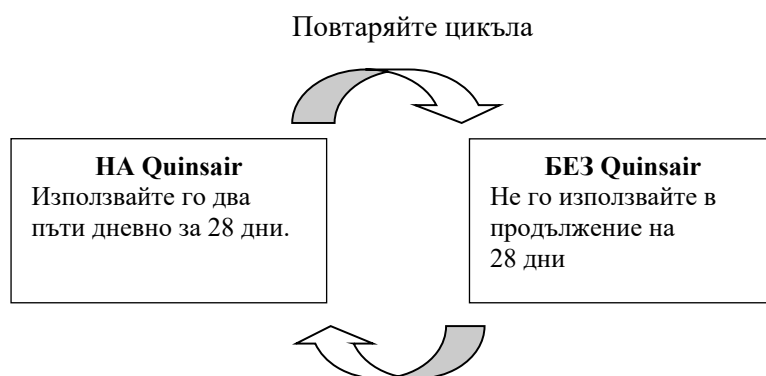 Повтаряйте цикъла
НА Quinsair
Използвайте го два
пъти дневно за 28 дни.
БЕЗ Quinsair
Не го използвайте в
продължение на
28 дни